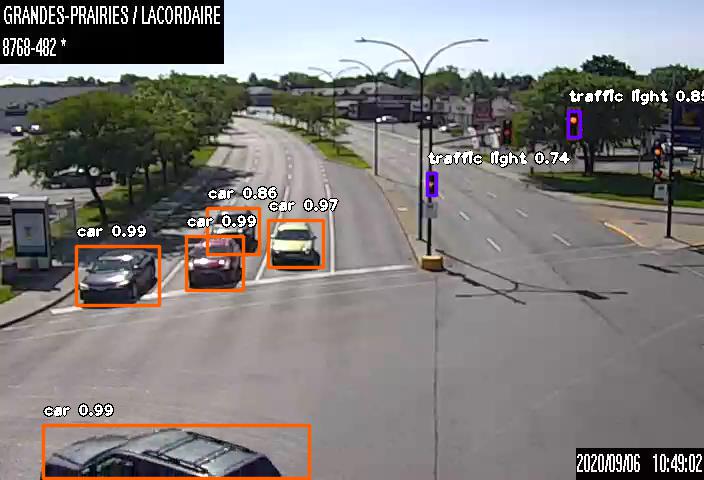 GRANDES-PRAIRIES / LACORDAIRE
8768-482 *
traffic light 0.8
traffic light 0.74
car 0.86
car 0.97
car 0.99
car 0.99
car 0.99
2020/09/06 10:49:02